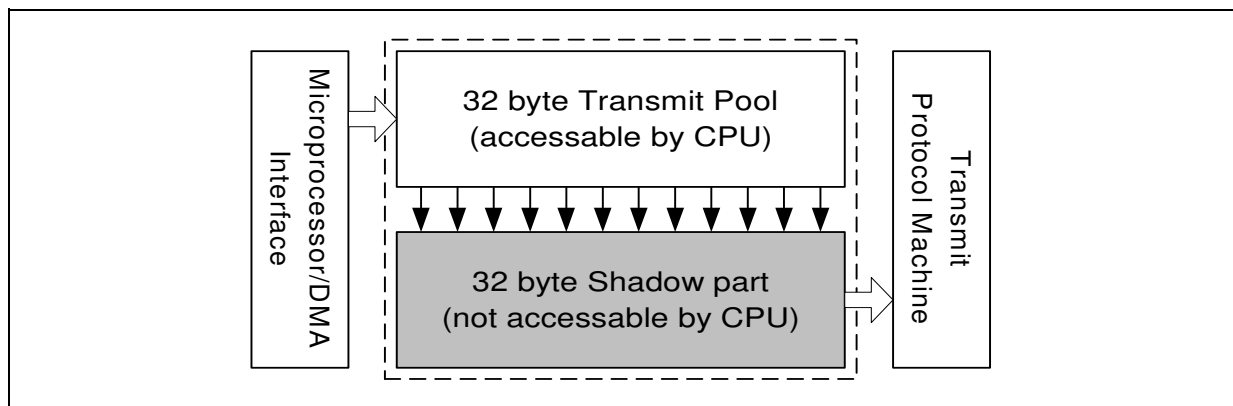 Microprocessor/DMA
Interface
32 byte Transmit Pool
(accessable by CPU)
32 byte Shadow part
(not accessable by CPU)
Transmit
Protocol Machine